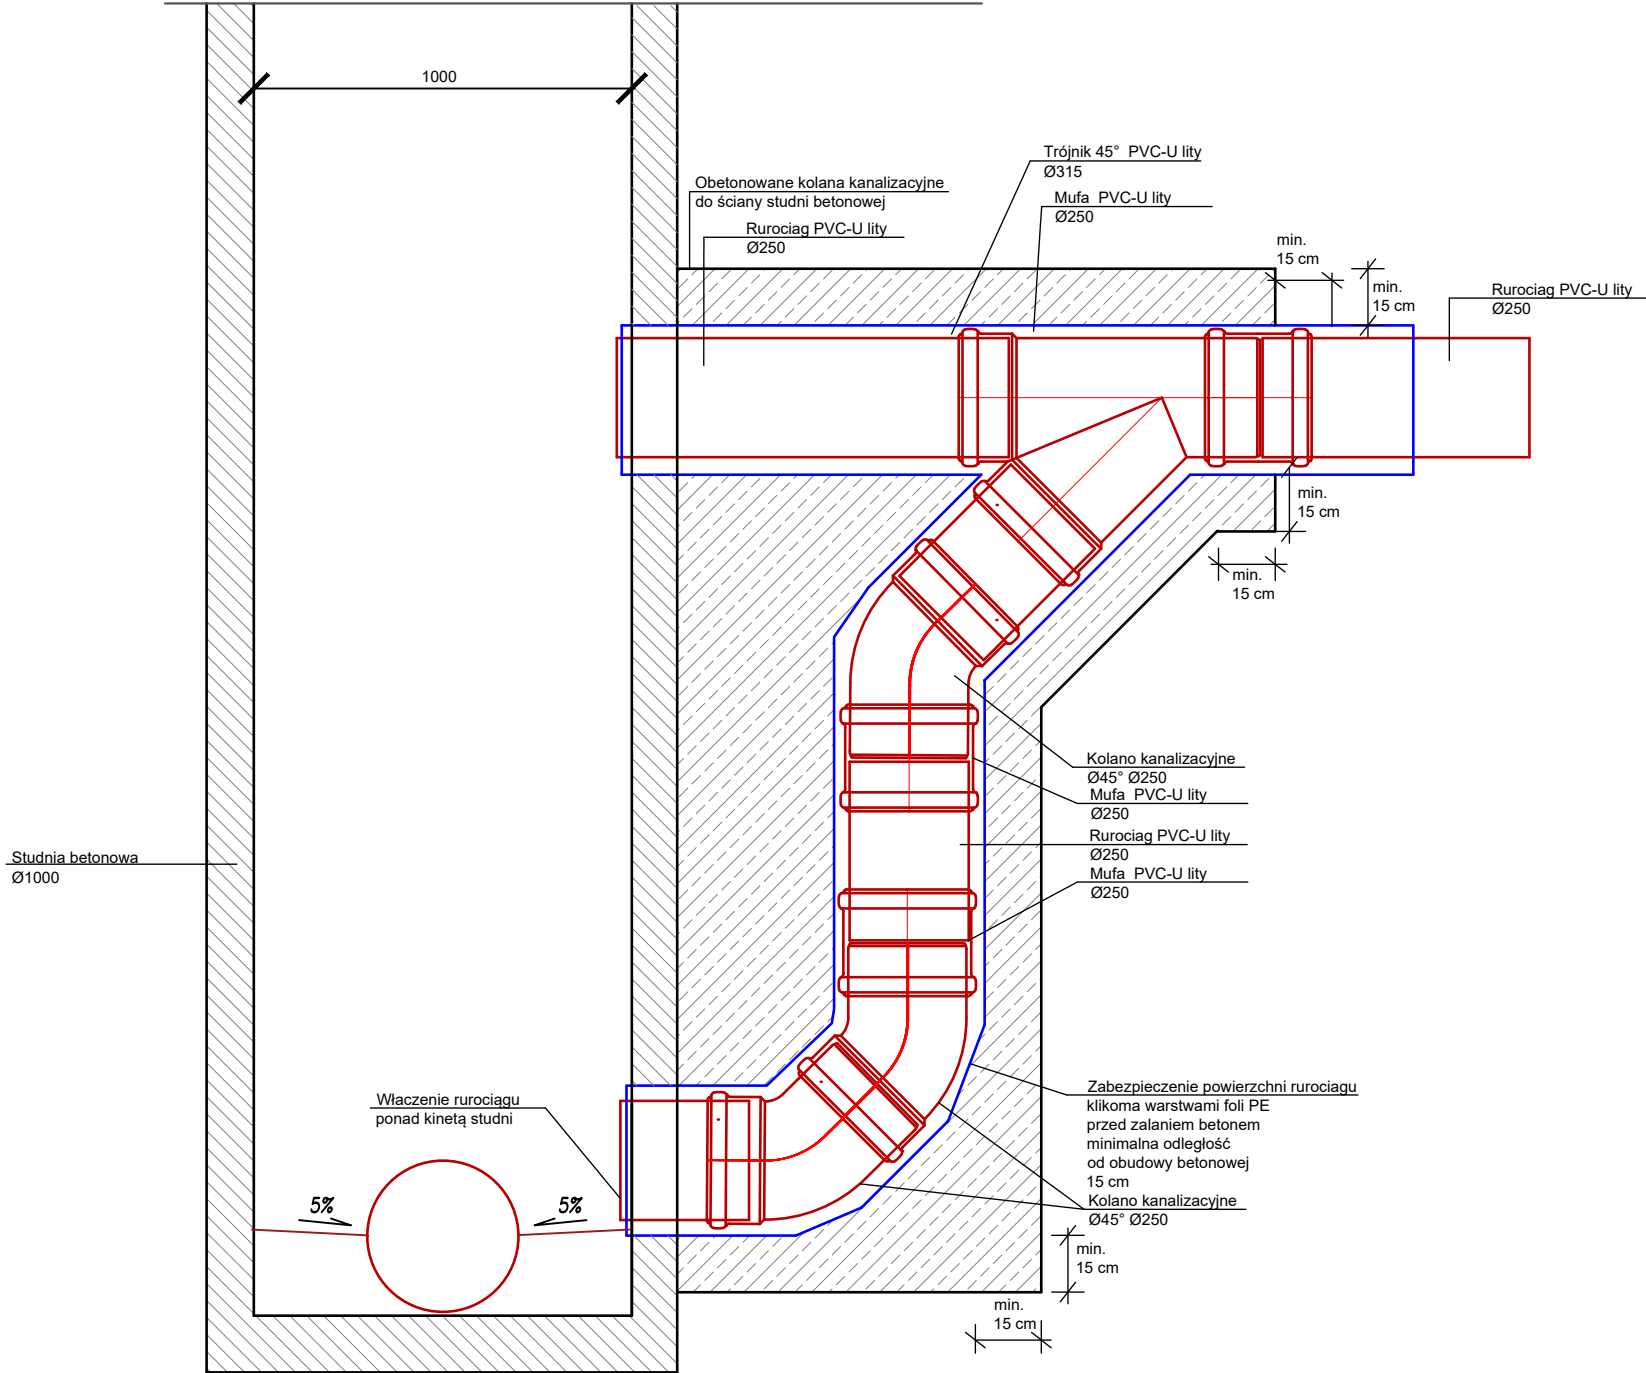 1000
Trójnik 45° PVC-U lity
Ø315
Obetonowane kolana kanalizacyjne
do ściany studni betonowej
Mufa PVC-U lity
Ø250
Rurociag PVC-U lity
Ø250
min.
15 cm
min.
15 cm
Rurociag PVC-U lity
Ø250
min.
15 cm
min.
15 cm
Kolano kanalizacyjne
Ø45° Ø250
Mufa PVC-U lity
Ø250
Rurociag PVC-U lity
Ø250
Mufa PVC-U lity
Ø250
Studnia betonowa
Ø1000
Właczenie rurociągu
ponad kinetą studni
Zabezpieczenie powierzchni rurociagu
klikoma warstwami foli PE
przed zalaniem betonem
minimalna odległość
od obudowy betonowej
15 cm
Kolano kanalizacyjne
Ø45° Ø250
5%
5%
min.
15 cm
min.
15 cm